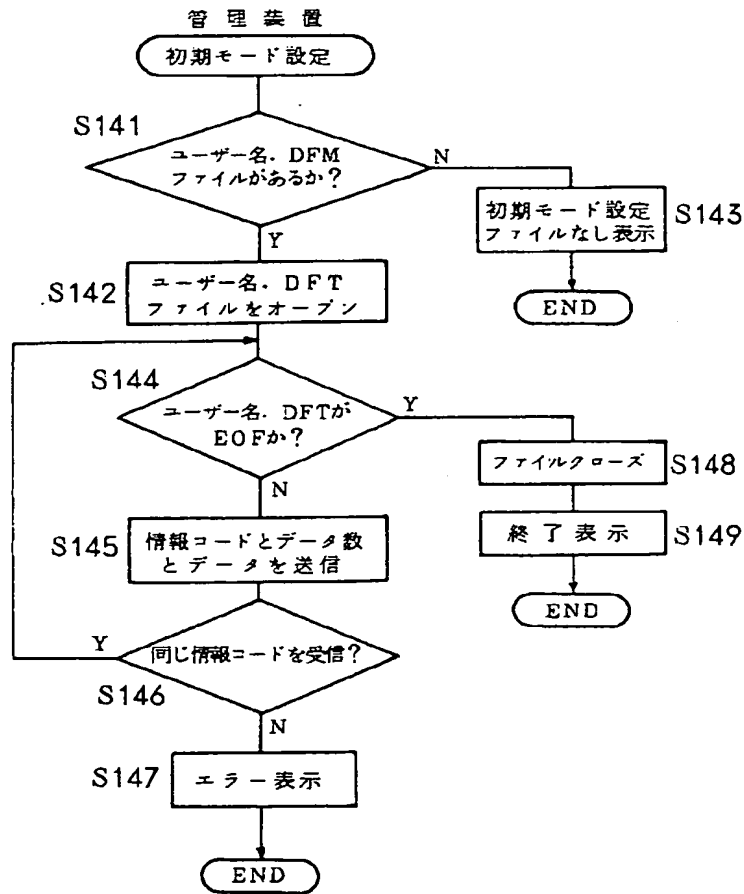 管理装置
初期モード設定
S141
ユーザー名．DFM
ファイルがあるか？
N
Y
初期モード設定
ファイルなし表示
S143
END
S142
ユーザー名．DFT
ファイルをオープン
S144
ユーザー名．DFTが
EOFか？
Y
N
ファイルクローズ
S148
S145
情報コードとデータ数
とデータを送信
終了表示
S149
END
Y
同じ情報コードを受信？
S146
N
S147
エラー表示
END